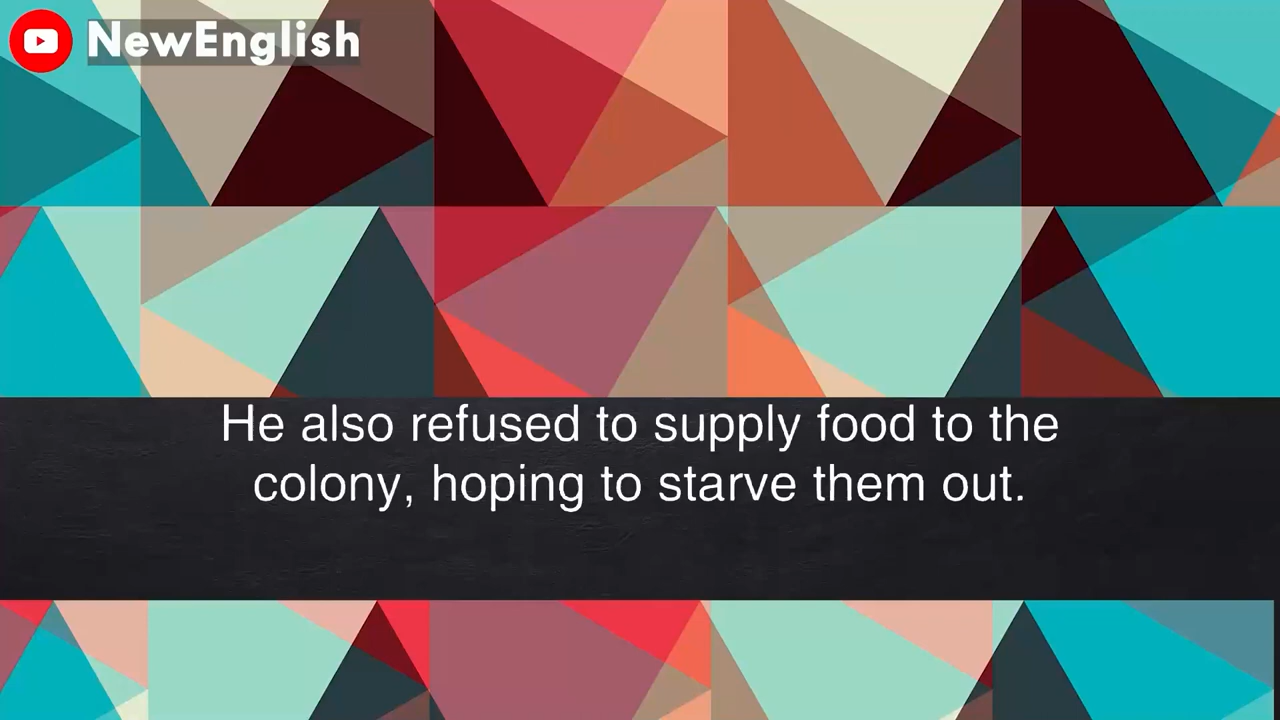 NewEnglish
He also refused to supply food to the
colony, hoping to starve them out.